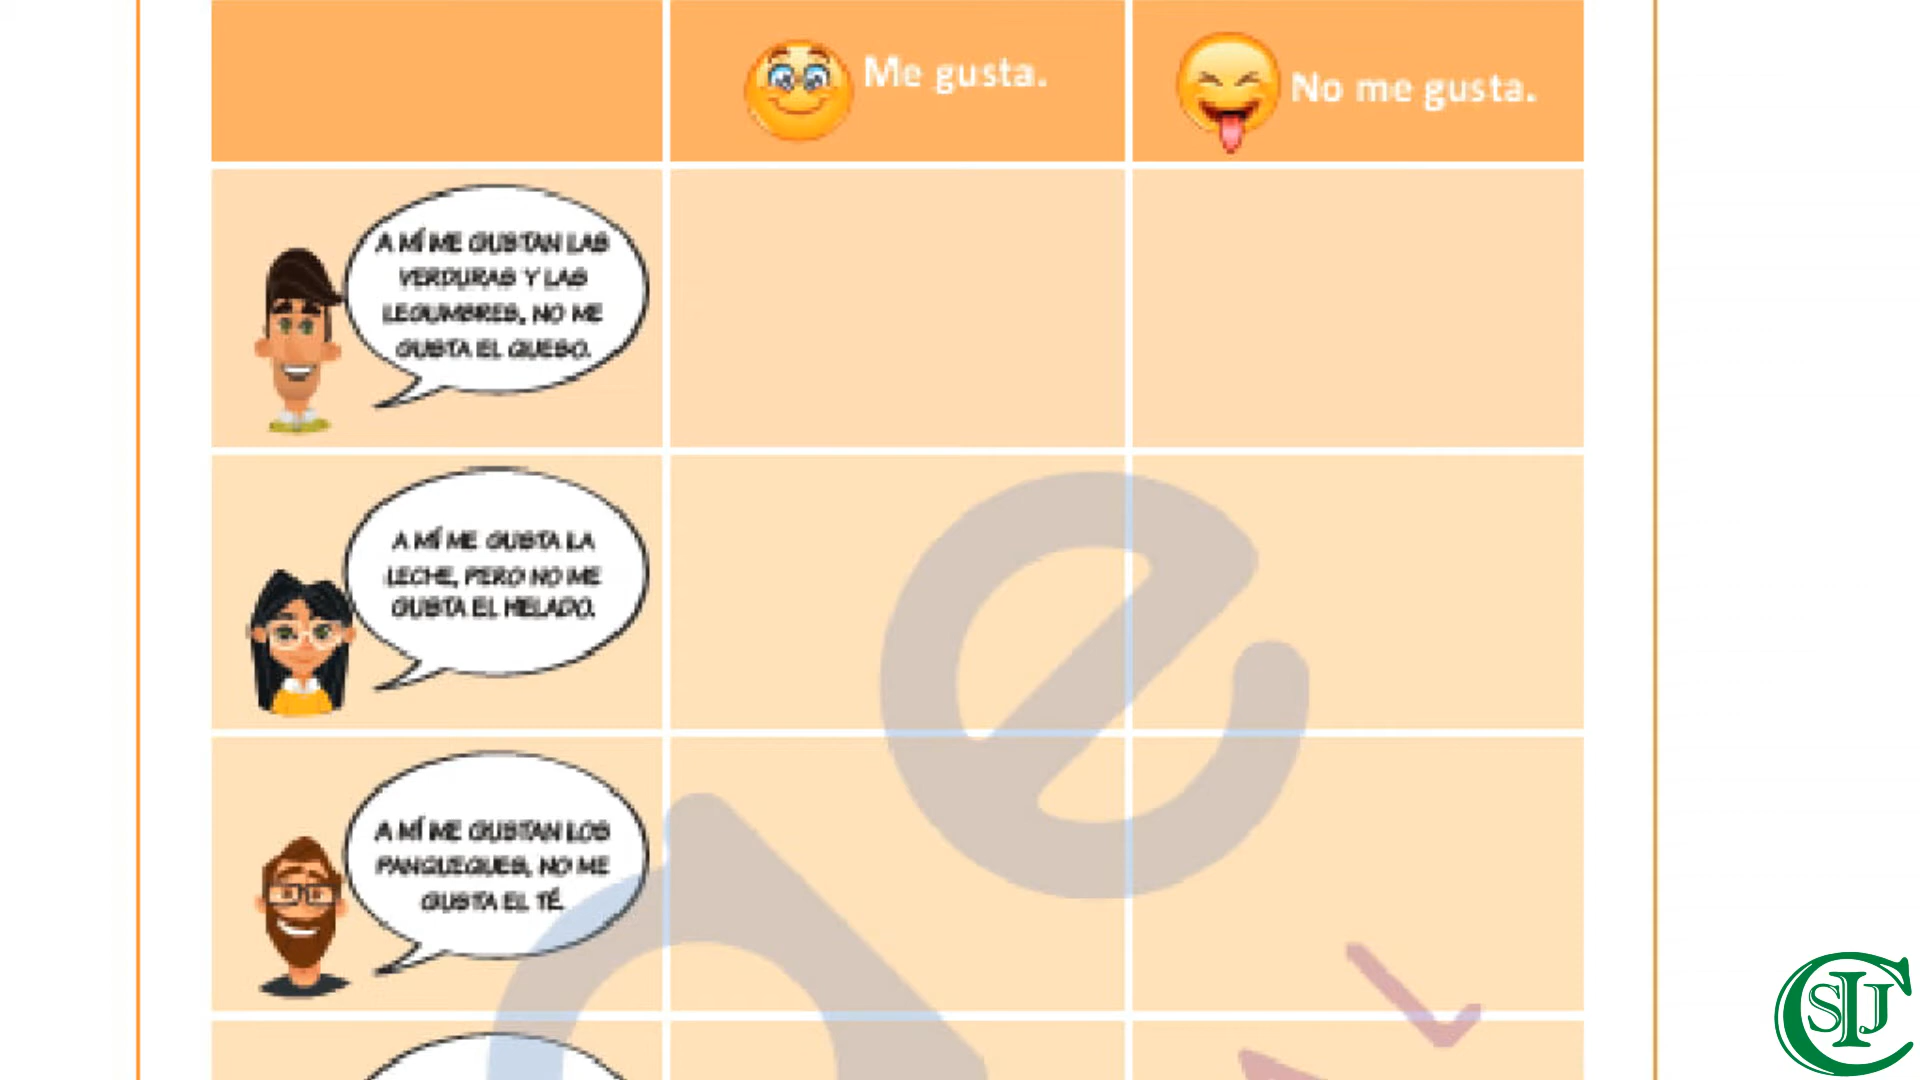 Me gusta.
No me gusta.
A MÍ ME GUSTAN LAS
VERDURAS Y LAS
LEGUMBRES, NO ME
GUSTA EL QUESO.
A MÍ ME GUSTA LA
LECHE, PERO NO ME
GUSTA EL HELADO.
A MÍ ME GUSTAN LOS
PANQUEQUES, NO ME
GUSTA EL TÉ.
CSIJ